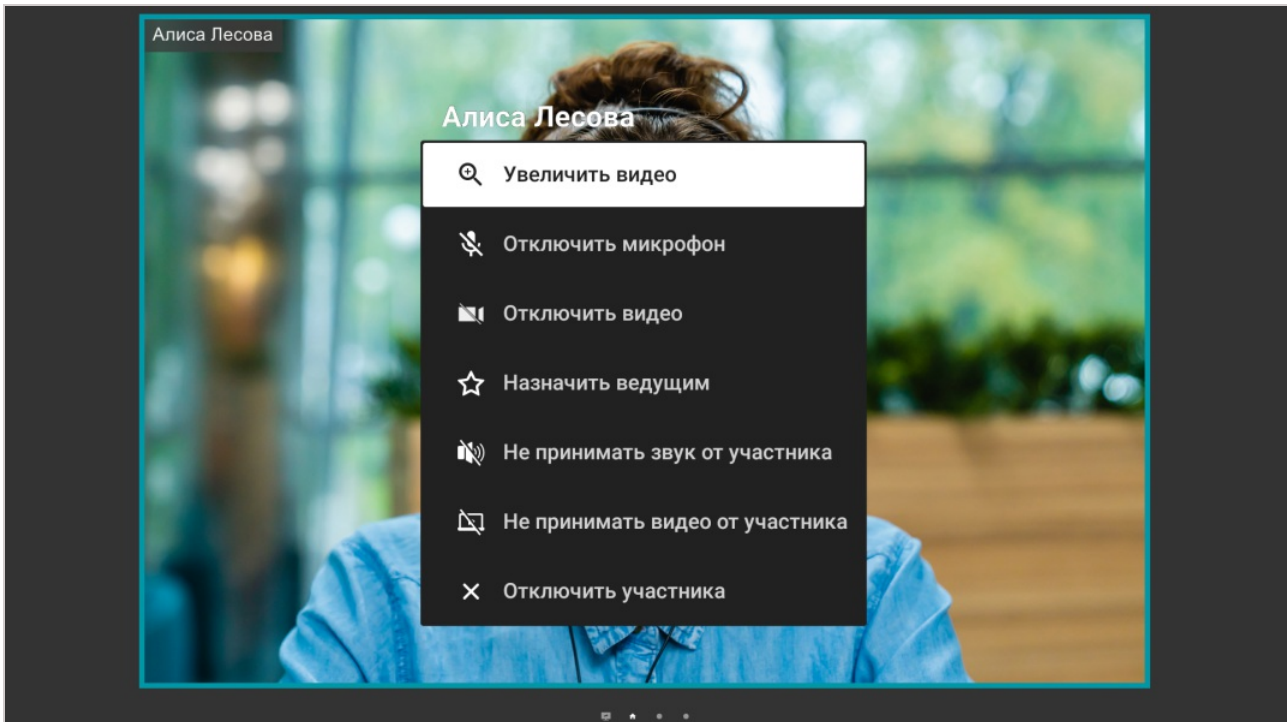 Алиса Лесова
Алиса Лесова
Увеличить видео
Отключить микрофон
Отключить видео
Назначить ведущим
Не принимать звук от участника
Не принимать видео от участника
Отключить участника